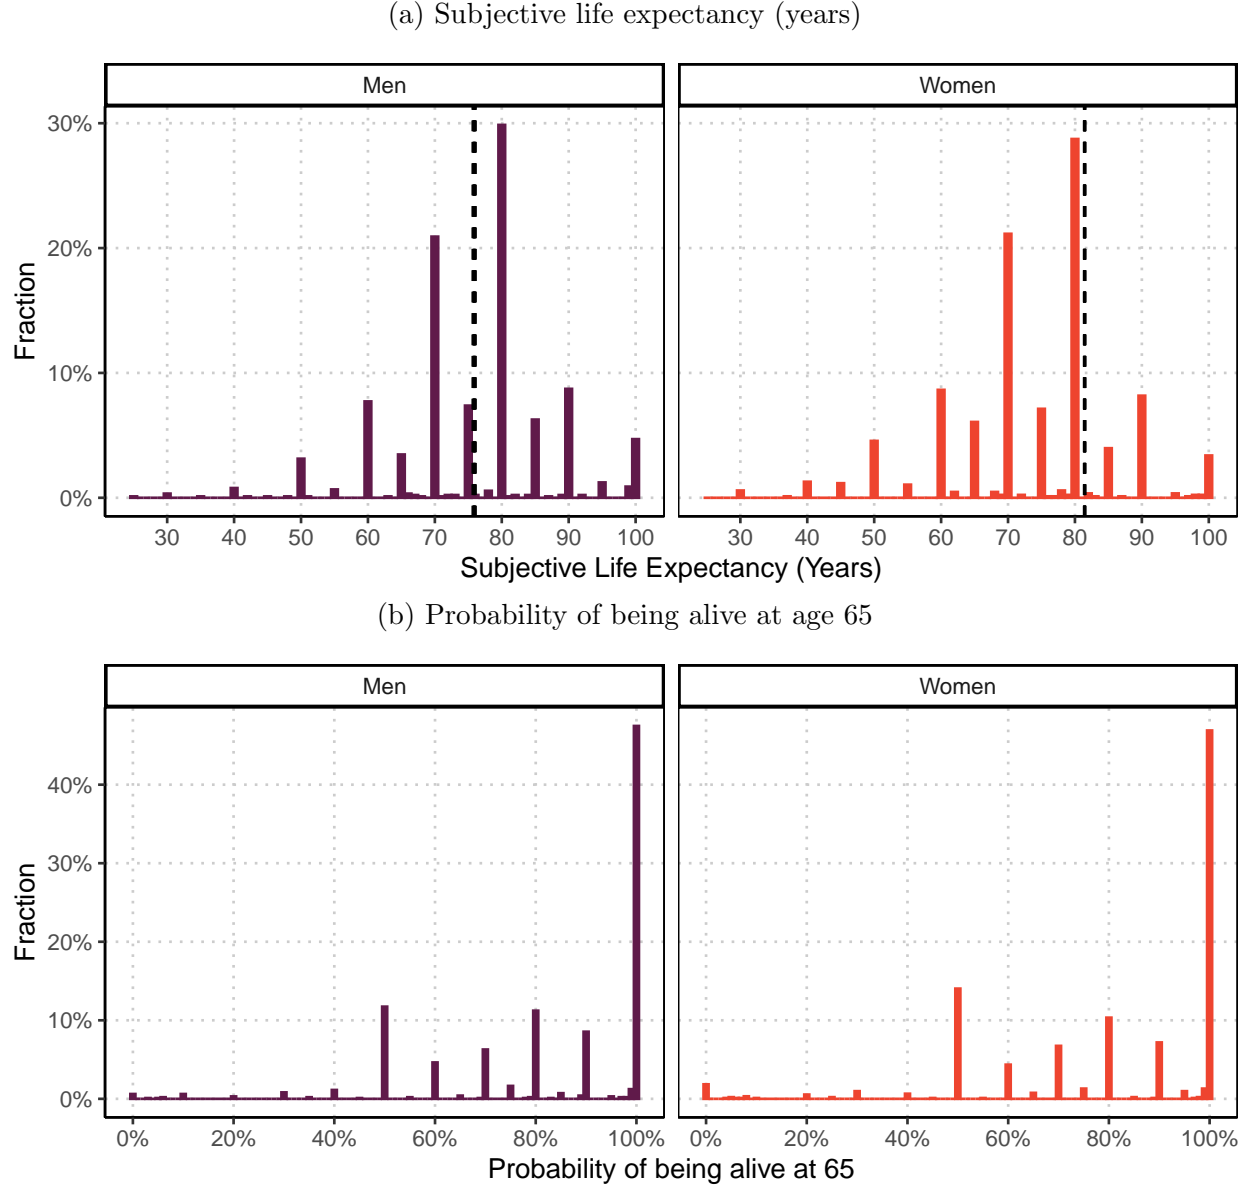 (a) Subjective life expectancy (years)
Men Women
30%
20%
10%
0%
Fraction
30 40 50 60 70 80 90 100 30 40 50 60 70 80 90 100
Subjective Life Expectancy (Years)
(b) Probability of being alive at age 65
Men Women
40%
30%
20%
10%
0%
Fraction
0% 20% 40% 60% 80% 100% 0% 20% 40% 60% 80% 100%
Probability of being alive at 65